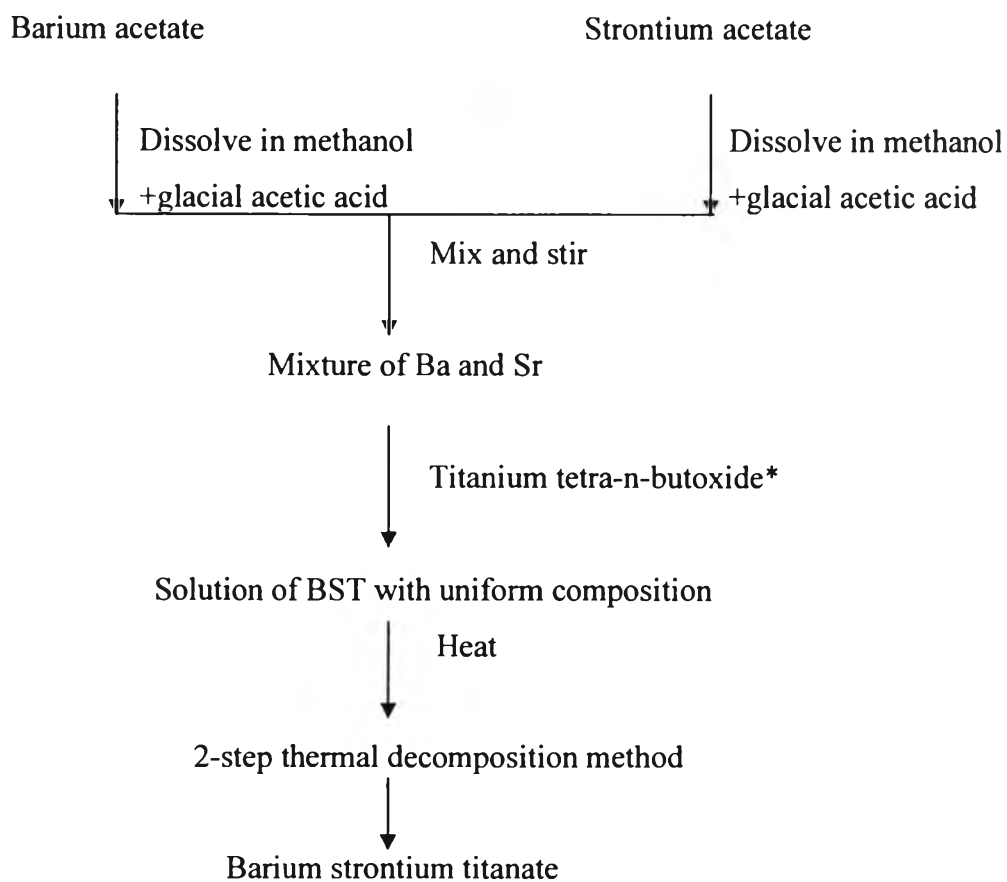 Barium acetate
Strontium acetate
Dissolve in methanol
+glacial acetic acid
Dissolve in methanol
+glacial acetic acid
Mix and stir
Mixture of Ba and Sr
Titanium tetra-n-butoxide*
Solution of BST with uniform composition
Heat
2-step thermal decomposition method
Barium strontium titanate